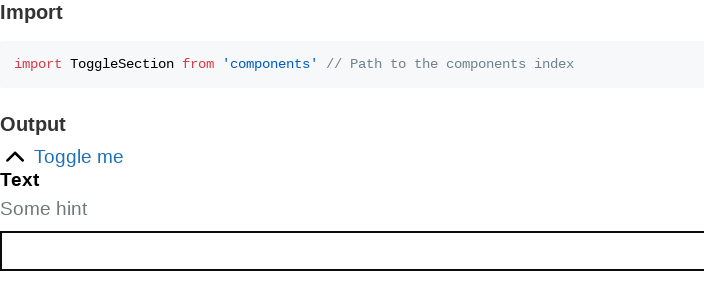 Import
import ToggleSection from 'components' // Path to the components index
Output
Toggle me
Text
Some hint